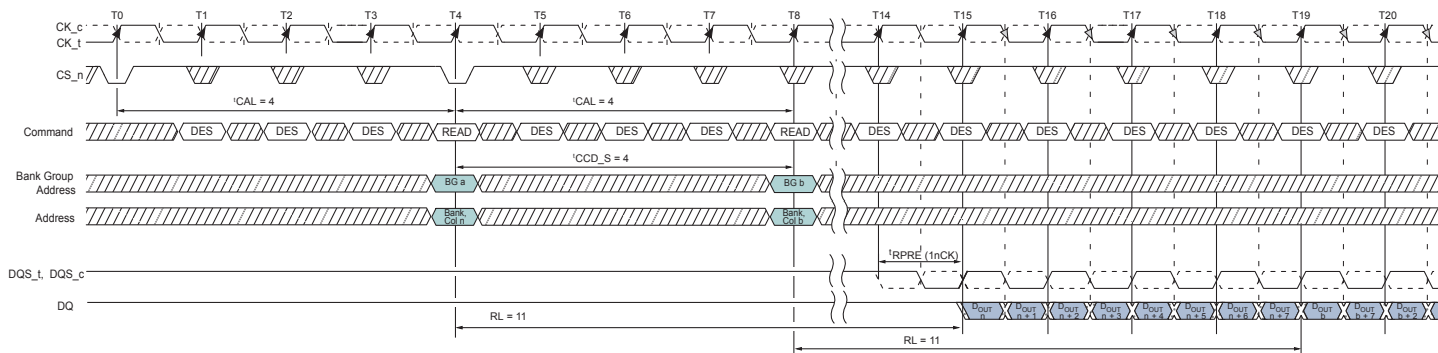 T0 T1 T2 T3 T4 T5 T6 T7 T8 T14 T15 T16 T17 T18 T19 T20
CK_c
CK_t
CS_n
tCAL = 4 tCAL = 4
Command DES DES DES READ DES DES DES READ DES DES DES DES DES DES DES
tCCD_S = 4
Bank Group
Address
BG a BG b
Address
Bank, Bank,
Col n Col b
tRPRE (1nCK)
DQS_t, DQS_c
DQ
DOUT DOUT DOUT DOUT DOUT DOUT DOUT DOUT DOUT DOUT DOUT
n n + 1 n + 2 n + 3 n + 4 n + 5 n + 6 n + 7 b b + 7 b + 2
RL = 11
RL = 11